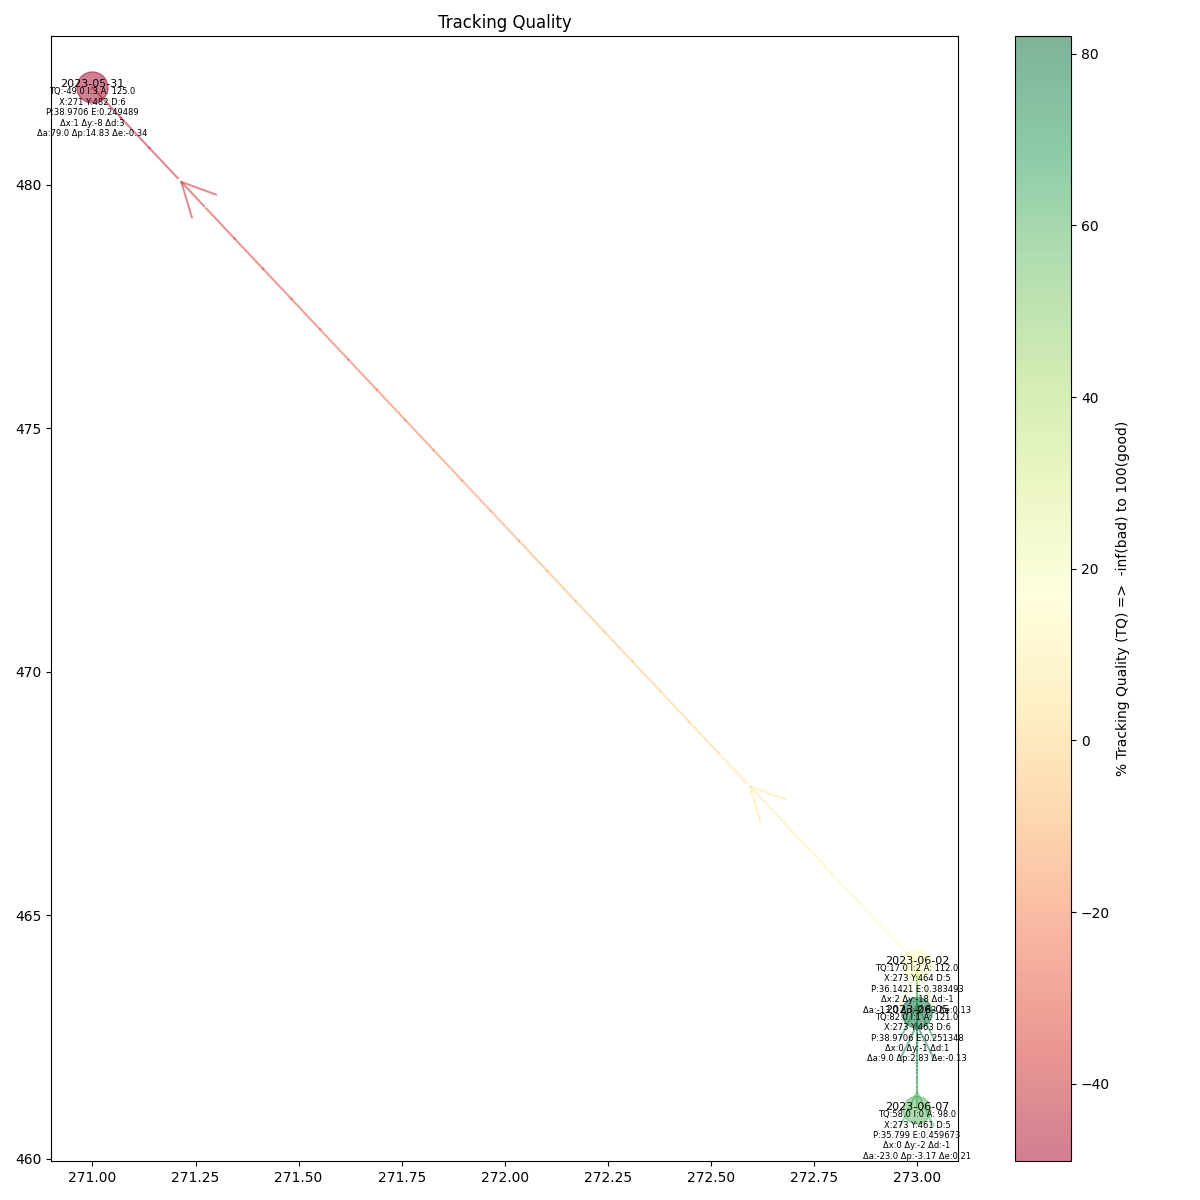 Tracking Quality
2023-05-31
TQ:-49.0 I:3 A: 125.0
X:271 Y:482 D:6
P:38.9706 E:0.249489
Δx:1 Δy:-8 Δd:3
Δa:79.0 Δp:14.83 Δe:-0.34
2023-06-02
TQ:17.0 I:2 A: 112.0
X:273 Y:464 D:5
P:36.1421 E:0.383493
Δx:2 Δy:-18 Δd:-1
Δa:-13.0 Δe:0.13
TQ:82.0 I:1 A: 121.0
X:273 Y:463 D:6
P:38.9706 E:0.251348
Δx:0 Δy:-1 Δd:1
Δa:9.0 Δp:2.83 Δe:-0.13
2023-06-07
TQ:58.0 I:0 A: 98.0
X:273 Y:461 D:5
P:35.799 E:0.459673
Δx:0 Δy:-2 Δd:-1
Δa:-23.0 Δp:-3.17 Δe:0.21
480
475
470
465
460
271.00 271.25 271.50 271.75 272.00 272.25 272.50 272.75 273.00
80
60
40
20
0
−20
−40
% Tracking Quality (TQ) => -inf(bad) to 100(good)